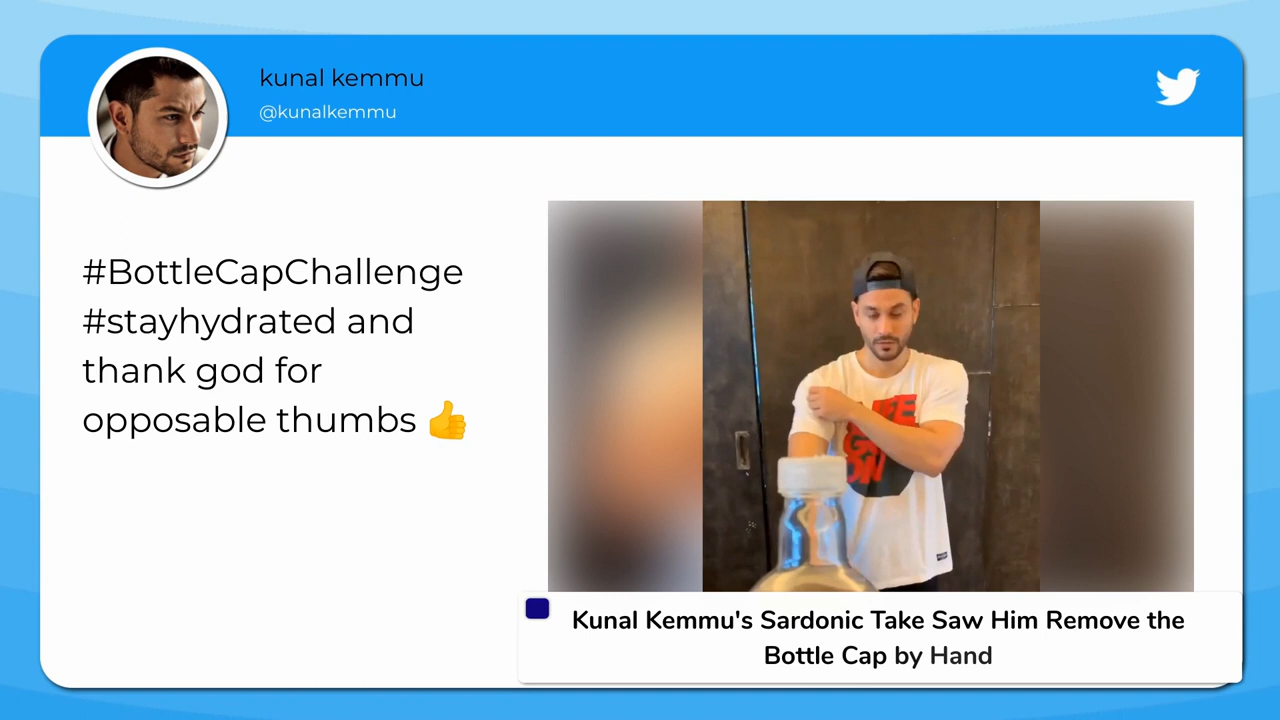 kunal kemmu
@kunalkemmu
#BottleCapChallenge
#stayhydrated and
thank god for
opposable thumbs 👍
Kunal Kemmu's Sardonic Take Saw Him Remove the
Bottle Cap by Hand